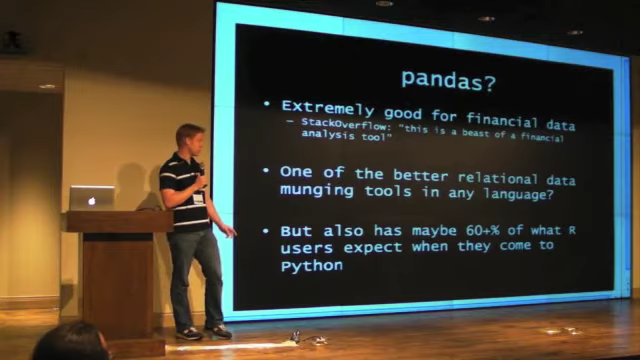 pandas?
• Extremely good for financial data
– StackOverflow: "this is a beast of a financial
analysis tool"
• One of the better relational data
munging tools in any language?
• But also has maybe 60+% of what R
users expect when they come to
Python